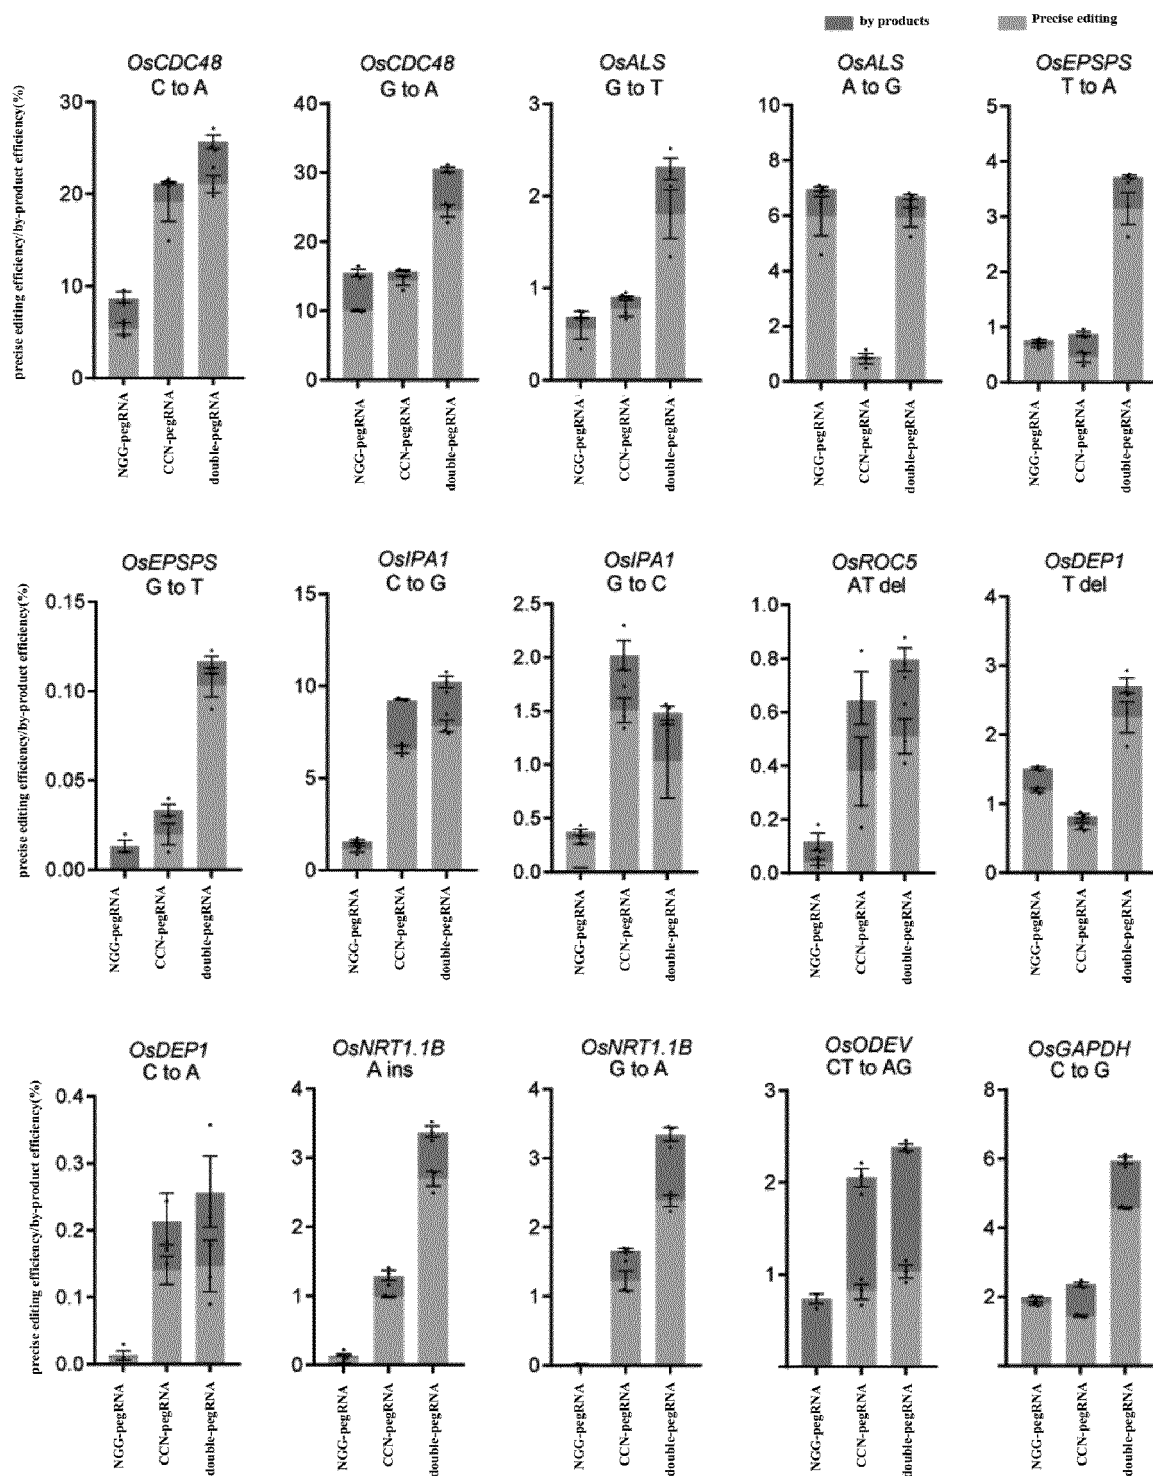 by products
Precise editing
OsCDC48
C to A
OsCDC48
G to A
OsALS
G to T
OsALS
A to G
OsEPSPS
T to A
precise editing efficiency/by-product efficiency(%)
30
20
10
0
40
30
20
10
0
3
2
1
0
10
8
6
4
2
0
5
4
3
2
1
0
NGG-pegRNA
CCN-pegRNA
double-pegRNA
NGG-pegRNA
CCN-pegRNA
double-pegRNA
NGG-pegRNA
CCN-pegRNA
double-pegRNA
NGG-pegRNA
CCN-pegRNA
double-pegRNA
NGG-pegRNA
CCN-pegRNA
double-pegRNA
OsEPSPS
G to T
OsIPA1
C to G
OsIPA1
G to C
OsROC5
AT del
OsDEP1
T del
precise editing efficiency/by-product efficiency(%)
0.15
0.10
0.05
0.00
15
10
5
0
2.5
2.0
1.5
1.0
0.5
0.0
1.0
0.8
0.6
0.4
0.2
0.0
4
3
2
1
0
NGG-pegRNA
CCN-pegRNA
double-pegRNA
NGG-pegRNA
CCN-pegRNA
double-pegRNA
NGG-pegRNA
CCN-pegRNA
double-pegRNA
NGG-pegRNA
CCN-pegRNA
double-pegRNA
NGG-pegRNA
CCN-pegRNA
double-pegRNA
OsDEP1
C to A
OsNRT1.1B
A ins
OsNRT1.1B
G to A
OsODEV
CT to AG
OsGAPDH
C to G
precise editing efficiency/by-product efficiency(%)
0.4
0.3
0.2
0.1
0.0
4
3
2
1
0
4
3
2
1
0
3
2
1
8
6
4
2
0
NGG-pegRNA
CCN-pegRNA
double-pegRNA
NGG-pegRNA
CCN-pegRNA
double-pegRNA
NGG-pegRNA
CCN-pegRNA
double-pegRNA
NGG-pegRNA
CCN-pegRNA
double-pegRNA
NGG-pegRNA
CCN-pegRNA
double-pegRNA